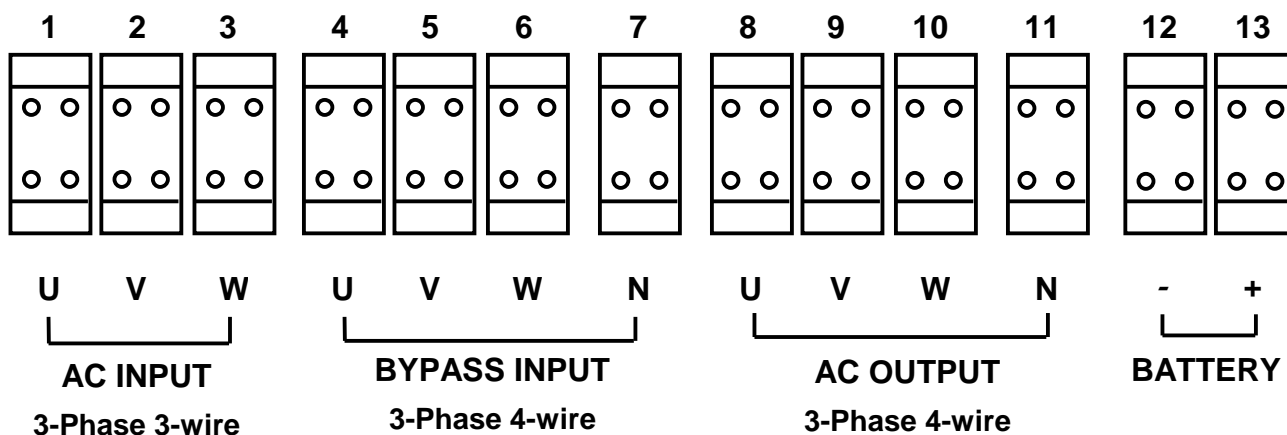 1 2 3 4 5 6 7 8 9 10 11 12 13
U V W U V W N U V W N - +
AC INPUT BYPASS INPUT AC OUTPUT BATTERY
3-Phase 3-wire 3-Phase 4-wire 3-Phase 4-wire